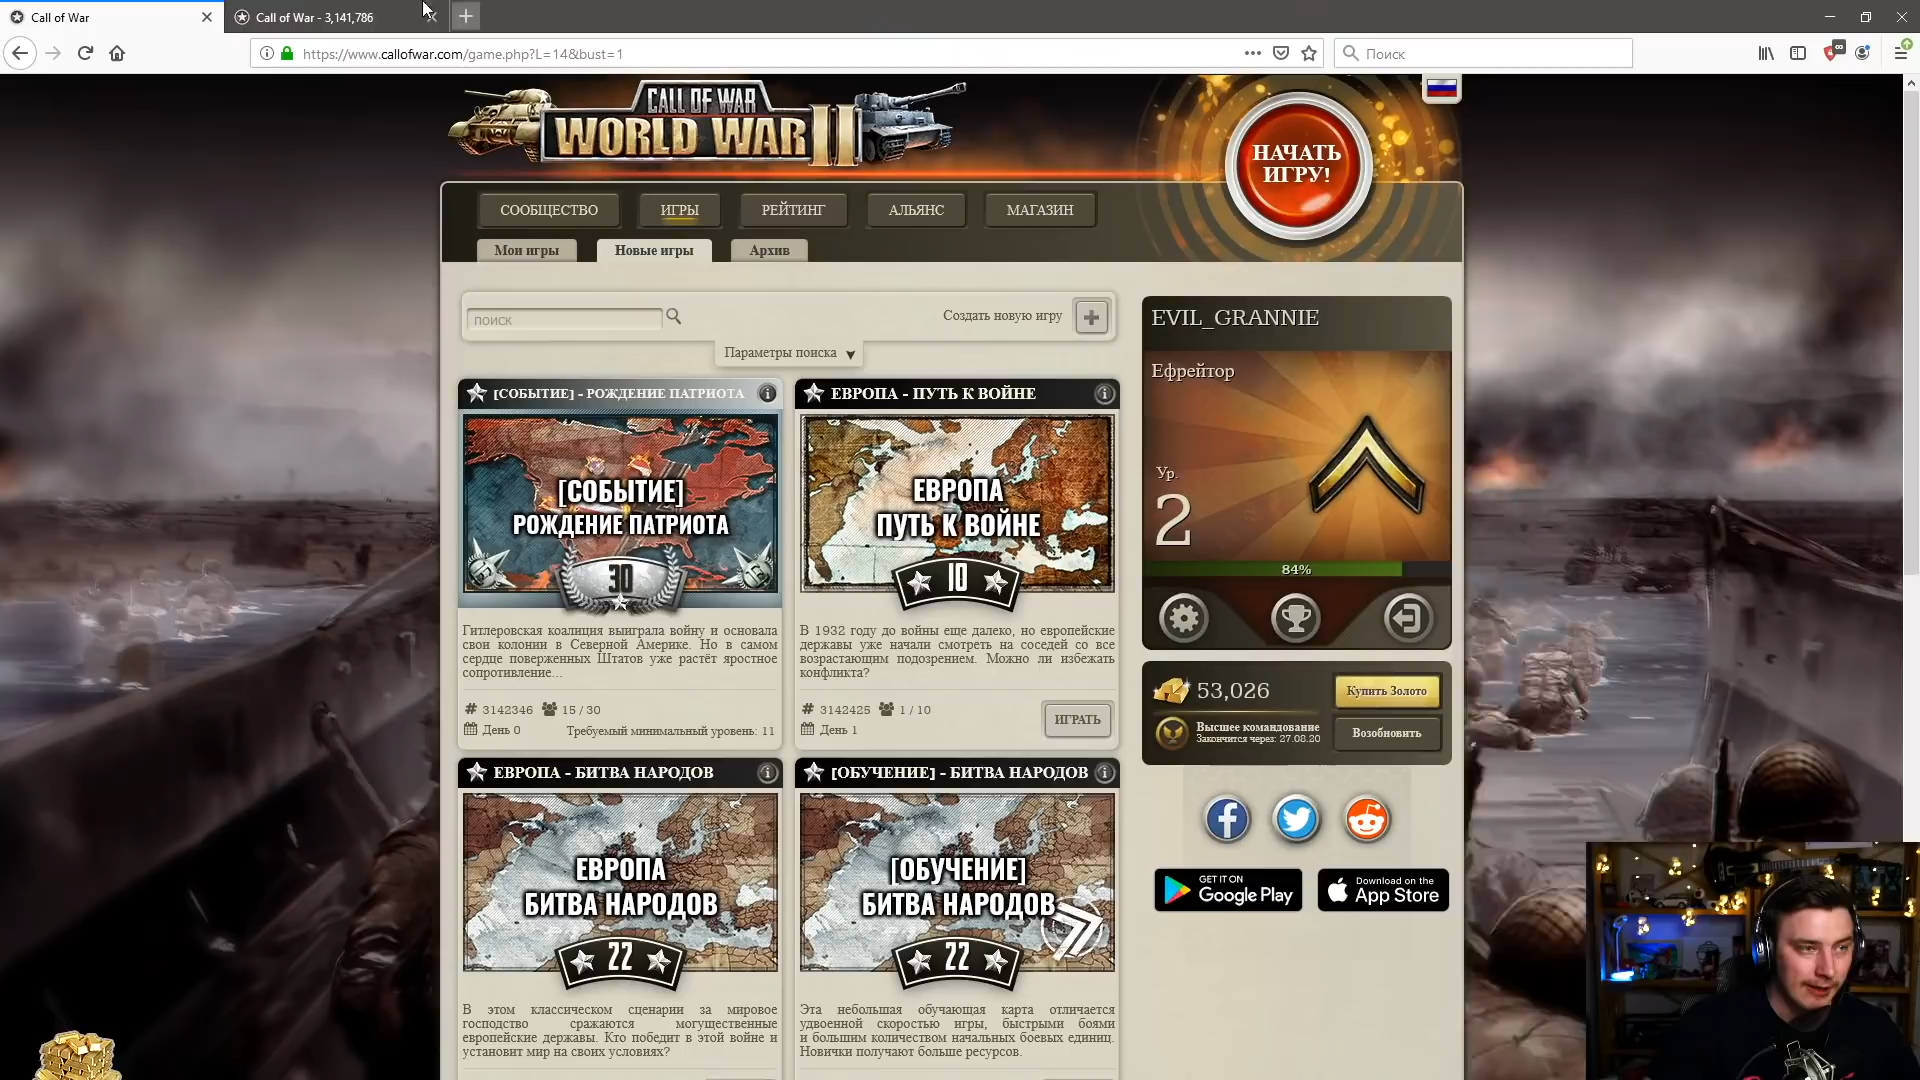 Call of War
Call of War - 3,141,786
https://www.callofwar.com/game.php?L=14&bust=1
Поиск
CALL OF WAR
WORLD WAR II
НАЧАТЬ
ИГРУ!
СООБЩЕСТВО
ИГРЫ
РЕЙТИНГ
АЛЬЯНС
МАГАЗИН
Мои игры
Новые игры
Архив
ПОИСК
Создать новую игру
Параметры поиска
[СОБЫТИЕ] - РОЖДЕНИЕ ПАТРИОТА
[СОБЫТИЕ]
РОЖДЕНИЕ ПАТРИОТА
30
Гитлеровская коалиция выиграла войну и основала
свои колонии в Северной Америке. Но в самом
сердце поверженных Штатов уже растёт яростное
сопротивление...
# 3142346 15 / 30
День 0 Требуемый минимальный уровень: 11
ЕВРОПА - ПУТЬ К ВОЙНЕ
ЕВРОПА
ПУТЬ К ВОЙНЕ
10
В 1932 году до войны еще далеко, но европейские
державы уже начали смотреть на соседей со все
возрастающим подозрением. Можно ли избежать
конфликта?
# 3142425 1 / 10
День 1
ИГРАТЬ
ЕВРОПА - БИТВА НАРОДОВ
ЕВРОПА
БИТВА НАРОДОВ
22
В этом классическом сценарии за мировое
господство сражаются могущественные
европейские державы. Кто победит в этой войне и
установит мир на своих условиях?
[ОБУЧЕНИЕ] - БИТВА НАРОДОВ
[ОБУЧЕНИЕ]
БИТВА НАРОДОВ
22
Эта небольшая обучающая карта отличается
удвоенной скоростью игры, быстрыми боями
и большим количеством начальных боевых единиц.
Новички получают больше ресурсов.
EVIL_GRANNIE
Ефрейтор
Ур.
2
84%
53,026
Купить Золото
Высшее командование
Закончится через: 27.08.20
Возобновить
GET IT ON
Google Play
Download on the
App Store